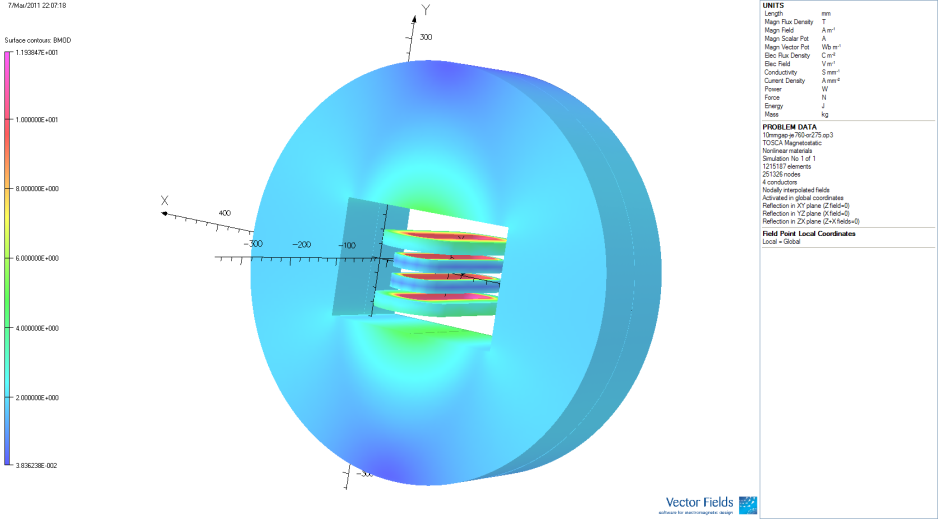 7/Mar/2011 22:07:18
Surface contours: BMOD
1.193847E+001
1.000000E+001
8.000000E+000
6.000000E+000
4.000000E+000
2.000000E+000
3.836238E-002
Y
300
X
400
-300
-200
-100
UNITS
Length mm
Magn Flux Density T
Magn Field A m⁻¹
Magn Scalar Pot A
Magn Vector Pot Wb m⁻¹
Elec Flux Density C m⁻²
Elec Field V m⁻¹
Conductivity S mm⁻¹
Current Density A mm⁻²
Power W
Force N
Energy J
Mass kg
PROBLEM DATA
10mmgap-je760-or275.op3
TOSCA Magnetostatic
Nonlinear materials
Simulation No 1 of 1
1215187 elements
251326 nodes
4 conductors
Nodally interpolated fields
Activated in global coordinates
Reflection in XY plane (Z field=0)
Reflection in YZ plane (X field=0)
Reflection in ZX plane (Z+X fields=0)
Field Point Local Coordinates
Local = Global
Vector Fields
software for electromagnetic design